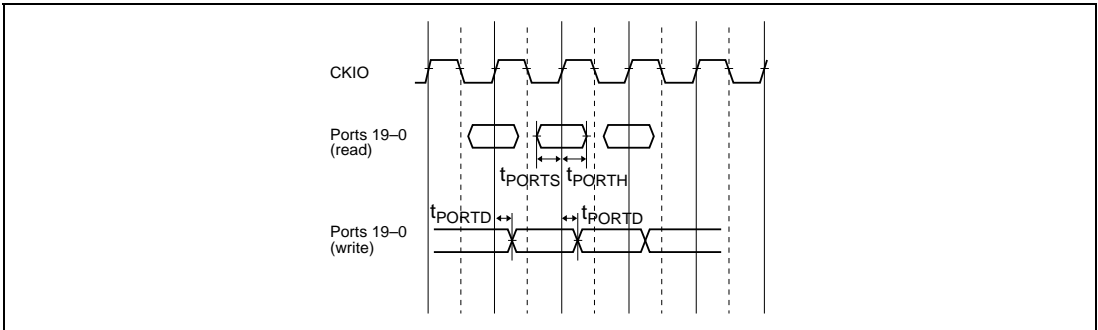 CKIO
Ports 19–0
(read)
tPORTS tPORTH
tPORTD tPORTD
Ports 19–0
(write)